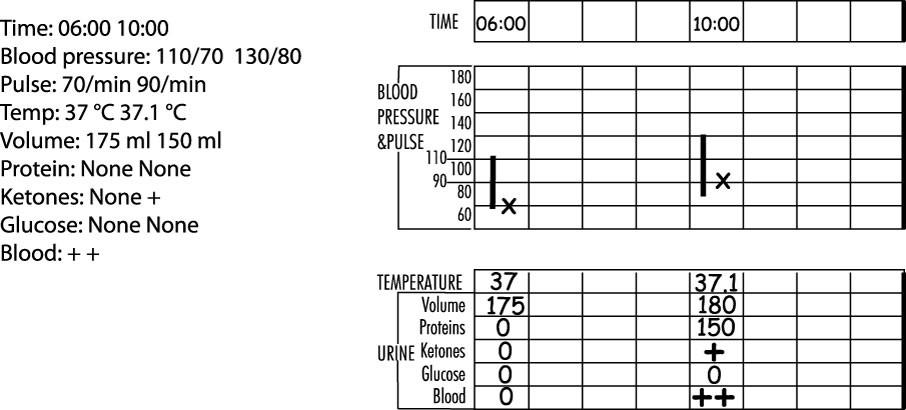 Time: 06:00 10:00
Blood pressure: 110/70  130/80
Pulse: 70/min 90/min
Temp: 37 °C 37.1 °C
Volume: 175 ml 150 ml
Protein: None None
Ketones: None +
Glucose: None None
Blood: + +
TIME 06:00 10:00
BLOOD
PRESSURE
&PULSE
180
160
140
120
110 100
90 80
60
x x
TEMPERATURE 37 37.1
URINE
Volume 175 180
Proteins 0 150
Ketones 0 +
Glucose 0 0
Blood 0 ++